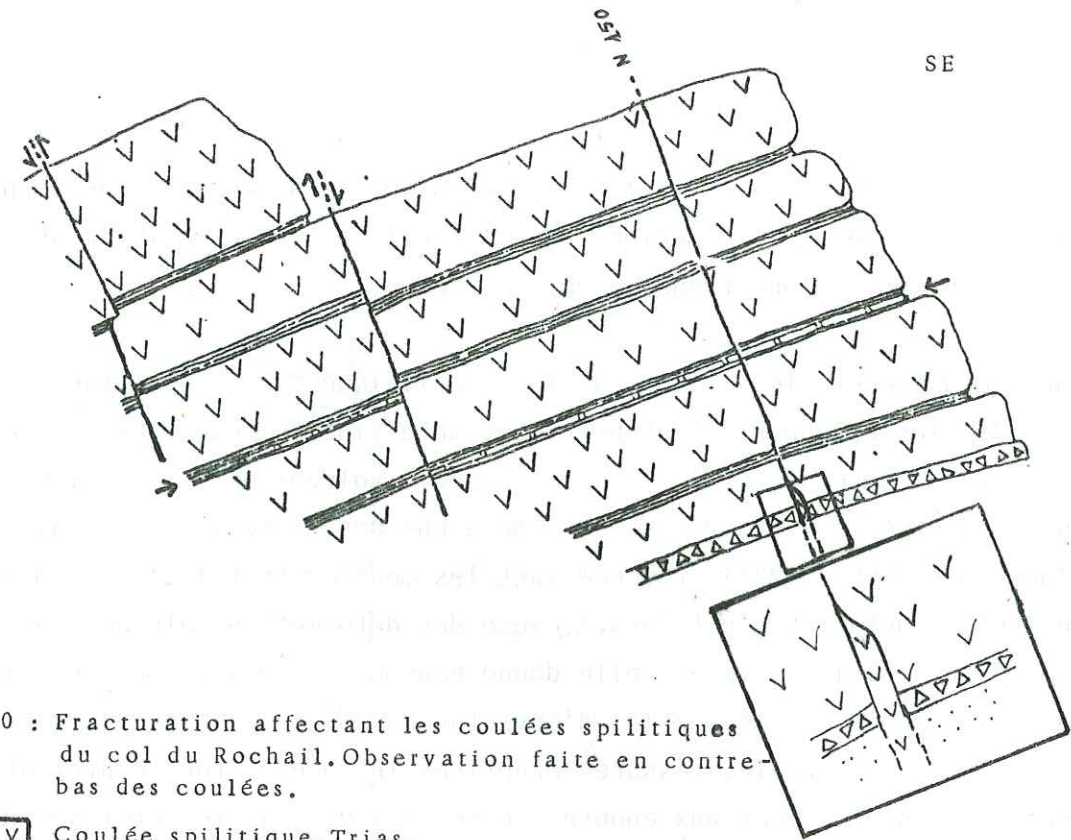 N 150
SE
0 : Fracturation affectant les coulées spilitiques
du col du Rochail. Observation faite en contre-
bas des coulées.
V Coulée spilitique Trias